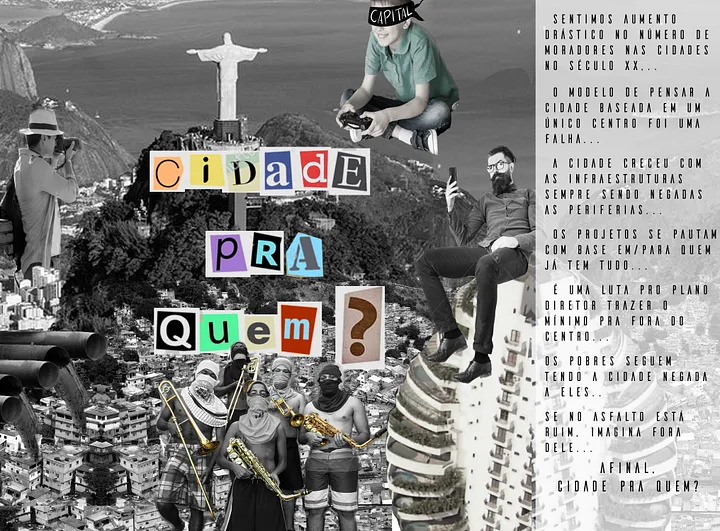 CAPITAL
CiDadE
pRA
Quem?
SENTIMOS AUMENTO
DRÁSTICO NO NÚMERO DE
MORADORES NAS CIDADES
NO SÉCULO XX...
O MODELO DE PENSAR A
CIDADE BASEADA EM UM
ÚNICO CENTRO FOI UMA
FALHA...
A CIDADE CRECEU COM
AS INFRAESTRUTURAS
SEMPRE SENDO NEGADAS
AS PERIFERIAS...
OS PROJETOS SE PAUTAM
COM BASE EM/PARA QUEM
JÁ TEM TUDO...
É UMA LUTA PRO PLANO
DIRETOR TRAZER O
MÍNIMO PRA FORA DO
CENTRO...
OS POBRES SEGUEM
TENDO A CIDADE NEGADA
A ELES..
SE NO ASFALTO ESTÁ
RUIM, IMAGINA FORA
DELE...
AFINAL,
CIDADE PRA QUEM?